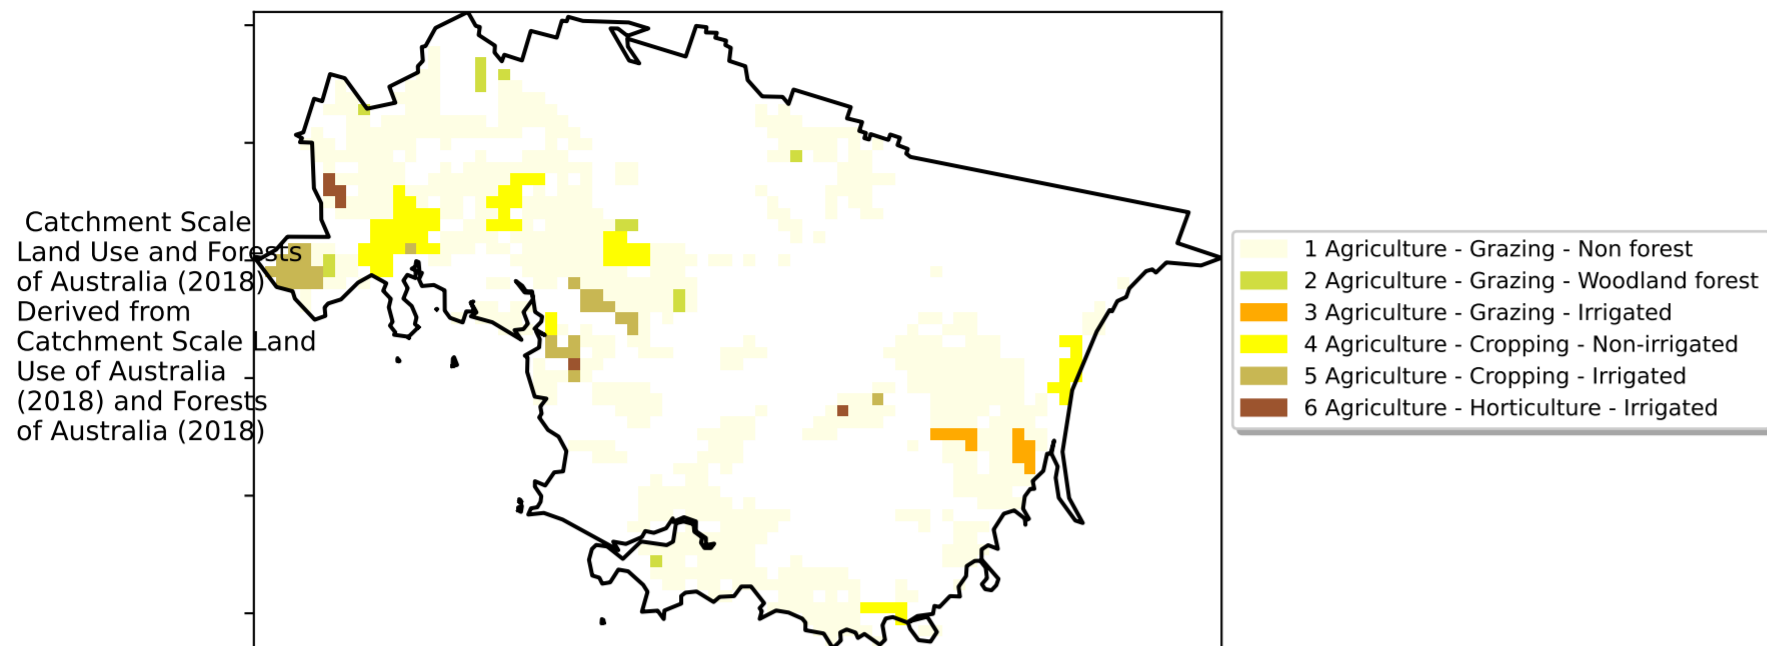 Catchment Scale
Land Use and Forests
of Australia (2018)
Derived from
Catchment Scale Land
Use of Australia
(2018) and Forests
of Australia (2018)
1 Agriculture - Grazing - Non forest
2 Agriculture - Grazing - Woodland forest
3 Agriculture - Grazing - Irrigated
4 Agriculture - Cropping - Non-irrigated
5 Agriculture - Cropping - Irrigated
6 Agriculture - Horticulture - Irrigated